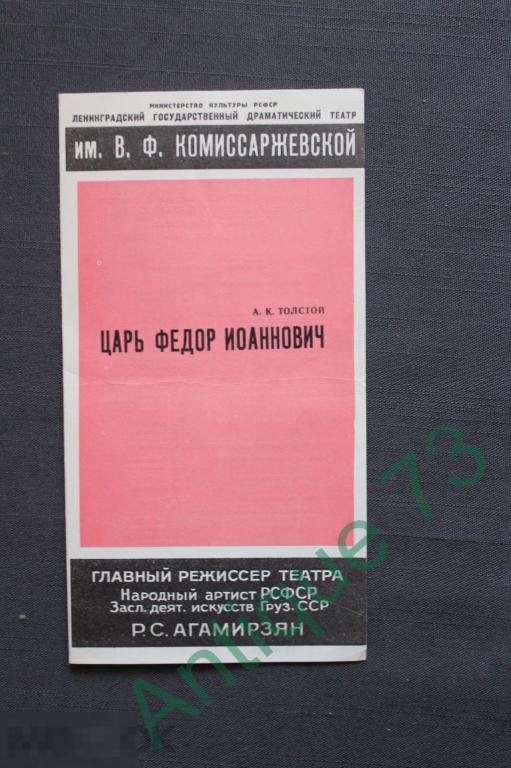 МИНИСТЕРСТВО КУЛЬТУРЫ РСФСР
ЛЕНИНГРАДСКИЙ ГОСУДАРСТВЕННЫЙ ДРАМАТИЧЕСКИЙ ТЕАТР
им. В. Ф. КОМИССАРЖЕВСКОЙ
А. К. ТОЛСТОЙ
ЦАРЬ ФЕДОР ИОАННОВИЧ
ГЛАВНЫЙ РЕЖИССЕР ТЕАТРА
Народный артист РСФСР
Засл. деят. искусств Груз. ССР
Р.С. АГАМИРЗЯН
Antique 73